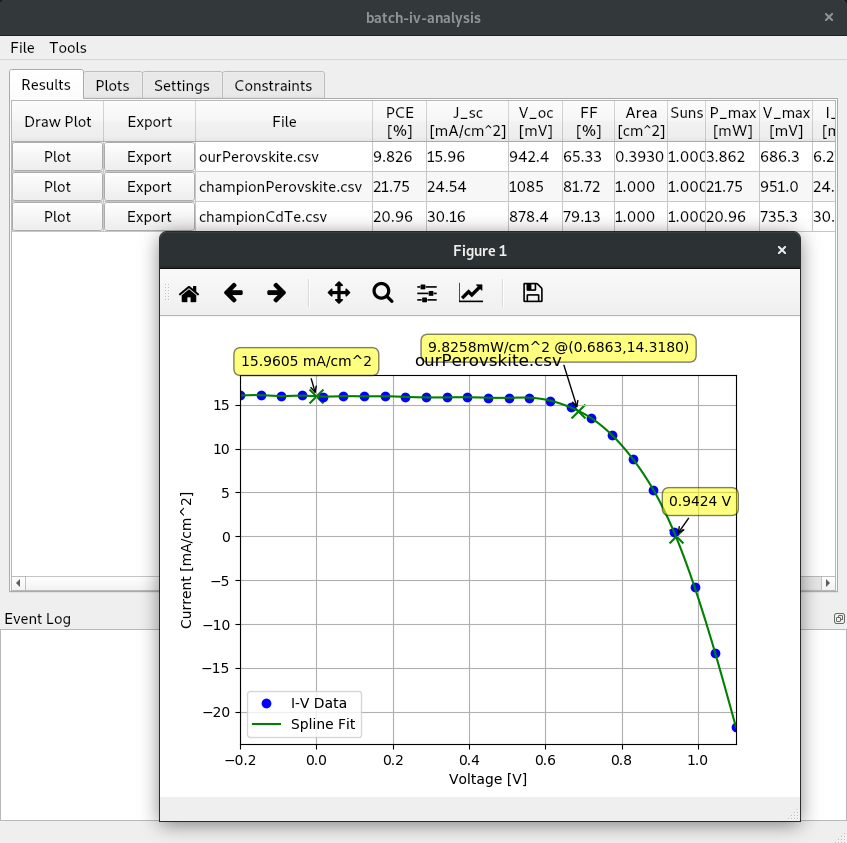 batch-iv-analysis
File Tools
Results Plots Settings Constraints
Draw Plot Export File PCE [%] J_sc [mA/cm^2] V_oc [mV] FF [%] Area [cm^2] Suns P_max [mW] V_max [mV] I_
Plot Export ourPerovskite.csv 9.826 15.96 942.4 65.33 0.3930 1.000 3.862 686.3 6.2
Plot Export championPerovskite.csv 21.75 24.54 1085 81.72 1.000 1.000 21.75 951.0 24.
Plot Export championCdTe.csv 20.96 30.16 878.4 79.13 1.000 1.000 20.96 735.3 30.
Figure 1
9.8258mW/cm^2 @(0.6863,14.3180)
15.9605 mA/cm^2
ourPerovskite.csv
15
10
5
0.9424 V
0
−5
−10
−15
−20
Current [mA/cm^2]
I-V Data
Spline Fit
−0.2 0.0 0.2 0.4 0.6 0.8 1.0
Voltage [V]
Event Log